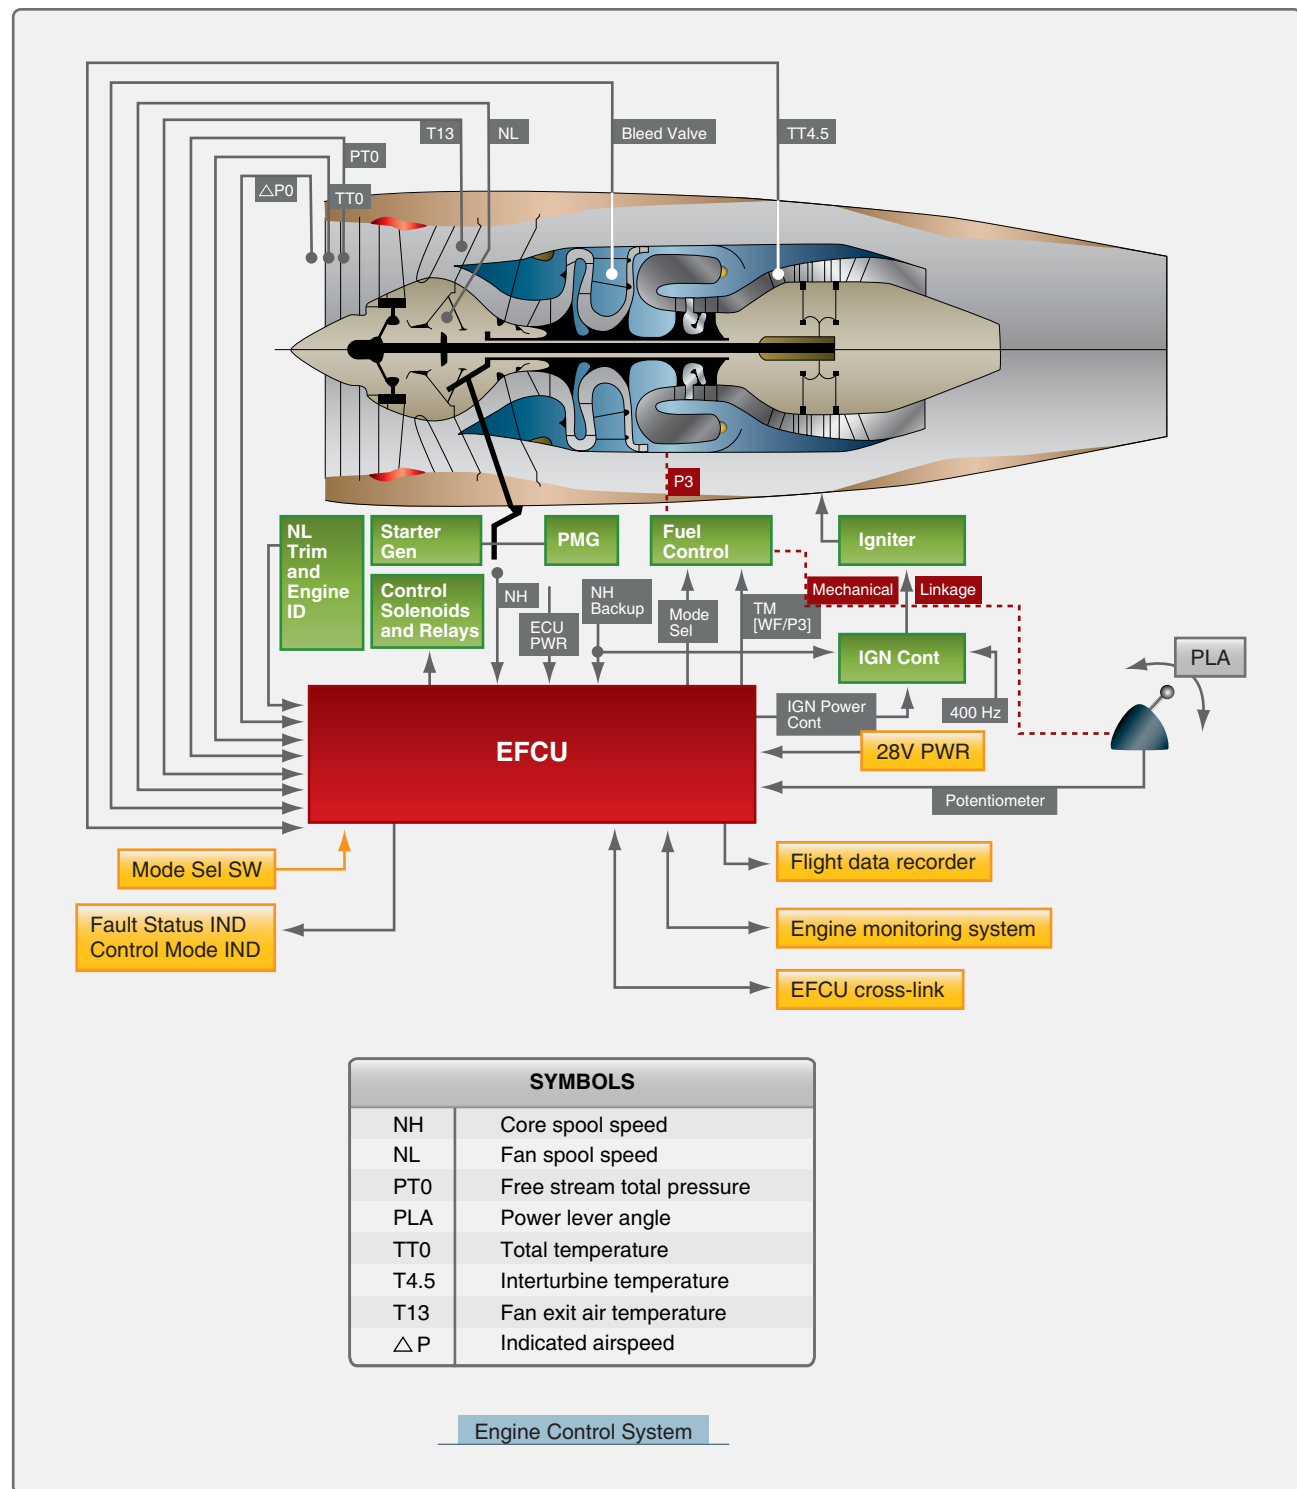 T13
NL
Bleed Valve
TT4.5
PT0
△P0
TT0
P3
NL
Trim
and
Engine
ID
Starter
Gen
PMG
Fuel
Control
Igniter
Control
Solenoids
and Relays
NH
ECU
PWR
NH
Backup
Mode
Sel
TM
[WF/P3]
Mechanical
Linkage
IGN Cont
PLA
IGN Power
Cont
400 Hz
EFCU
28V PWR
Potentiometer
Mode Sel SW
Flight data recorder
Fault Status IND
Control Mode IND
Engine monitoring system
EFCU cross-link
SYMBOLS
NH Core spool speed
NL Fan spool speed
PT0 Free stream total pressure
PLA Power lever angle
TT0 Total temperature
T4.5 Interturbine temperature
T13 Fan exit air temperature
△P Indicated airspeed
Engine Control System